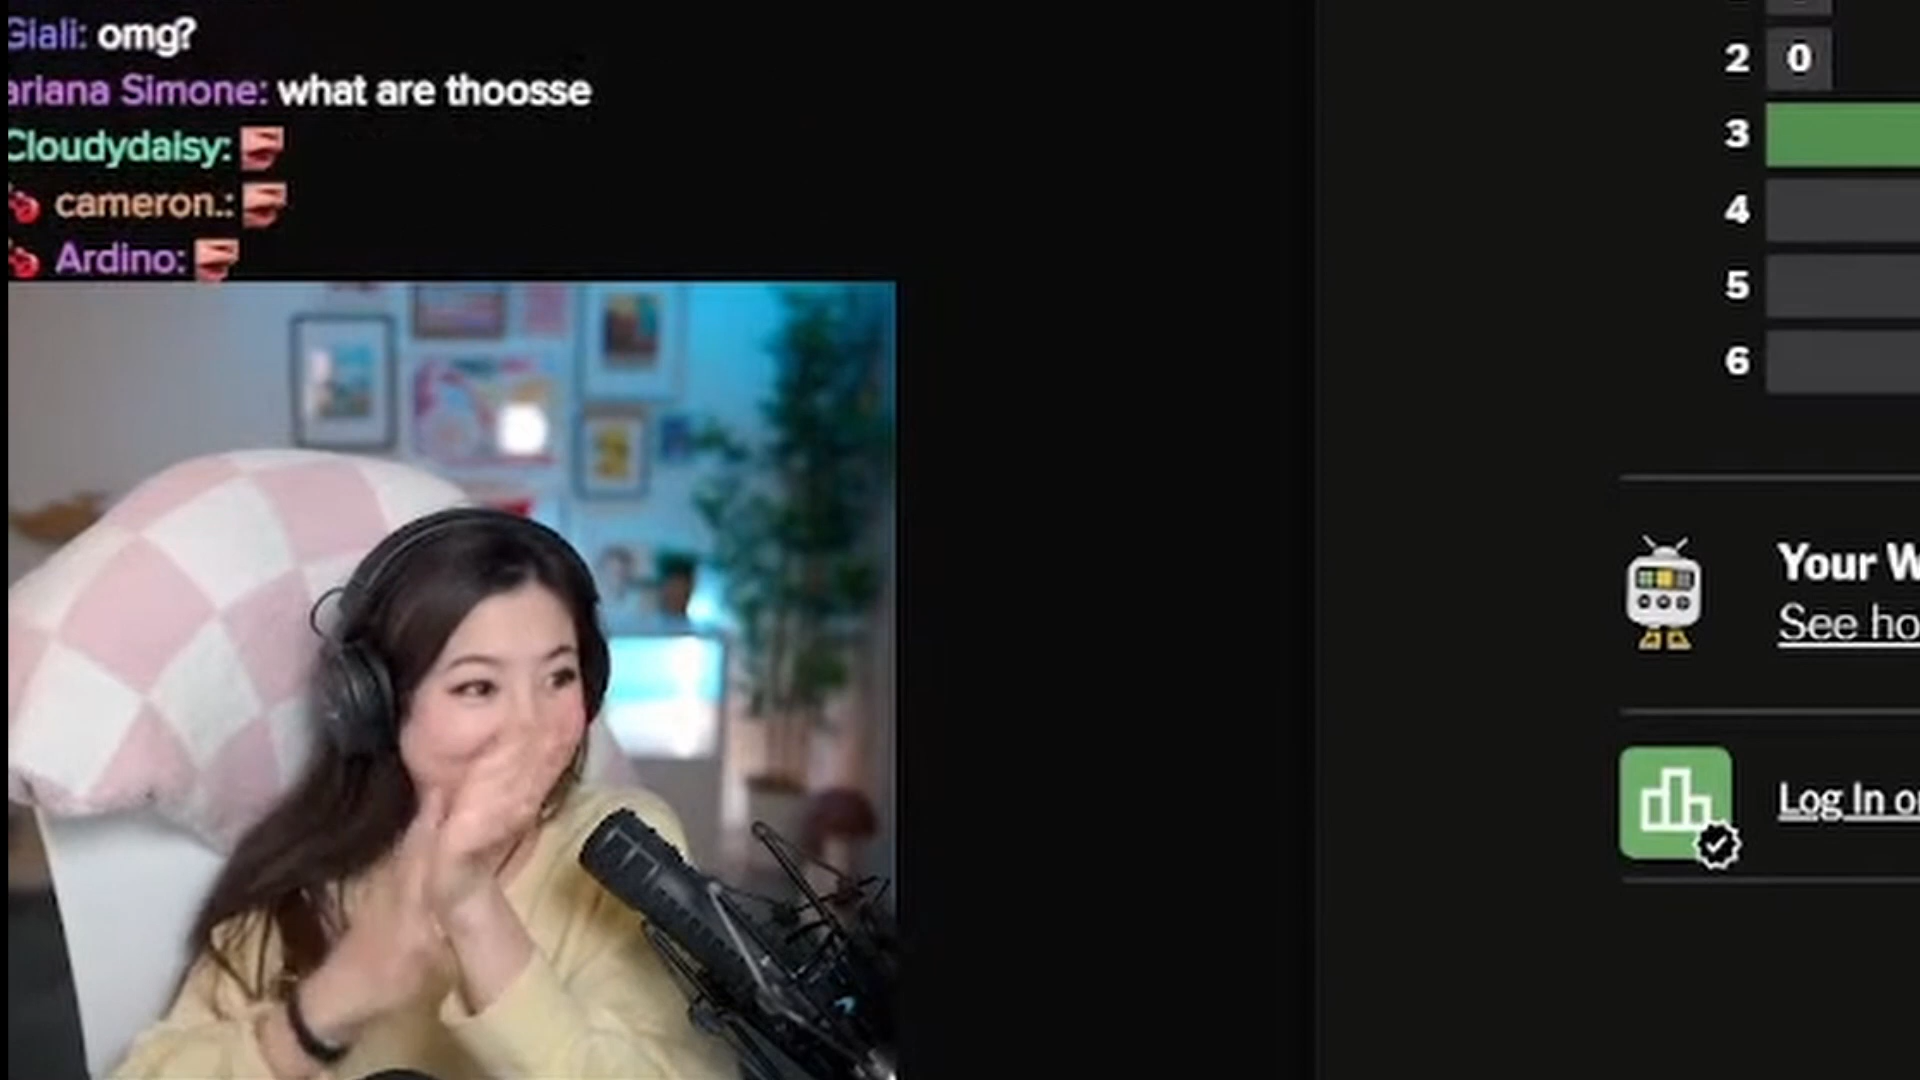 Giali: omg?
ariana Simone: what are thoosse
Cloudydaisy:
cameron.:
Ardino:
2 0
3
4
5
6
Your W
See ho
Log In o